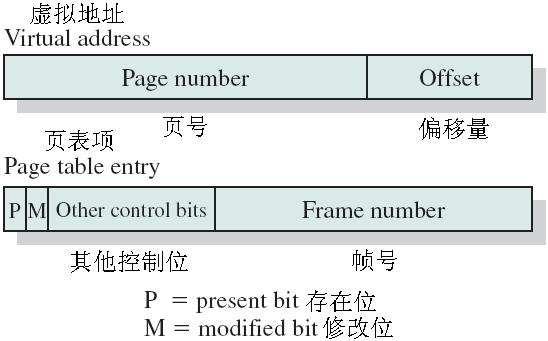 虚拟地址
Virtual address
Page number Offset
页号 偏移量
页表项
Page table entry
P M Other control bits Frame number
其他控制位 帧号
P = present bit 存在位
M = modified bit 修改位